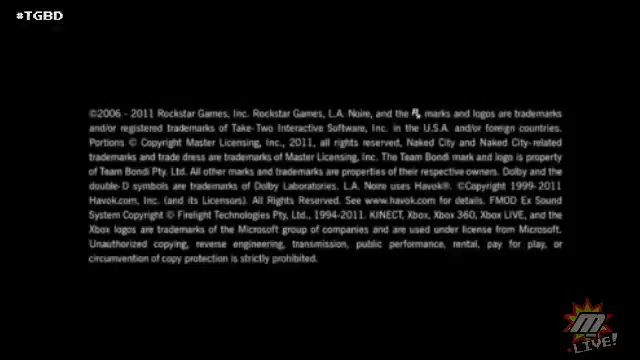 #TGBD
©2006 - 2011 Rockstar Games, Inc. Rockstar Games, L.A. Noire, and the R* marks and logos are trademarks
and/or registered trademarks of Take-Two Interactive Software, Inc. in the U.S.A. and/or foreign countries.
Portions © Copyright Master Licensing, Inc., 2011, all rights reserved, Naked City and Naked City-related
trademarks and trade dress are trademarks of Master Licensing, Inc. The Team Bondi mark and logo is property
of Team Bondi Pty. Ltd. All other marks and trademarks are properties of their respective owners. Dolby and the
double-D symbols are trademarks of Dolby Laboratories. L.A. Noire uses Havok®. ©Copyright 1999-2011
Havok.com, Inc. (and its Licensors). All Rights Reserved. See www.havok.com for details. FMOD Ex Sound
System Copyright © Firelight Technologies Pty, Ltd., 1994-2011. KINECT, Xbox, Xbox 360, Xbox LIVE, and the
Xbox logos are trademarks of the Microsoft group of companies and are used under license from Microsoft.
Unauthorized copying, reverse engineering, transmission, public performance, rental, pay for play, or
circumvention of copy protection is strictly prohibited.
M
LIVE!